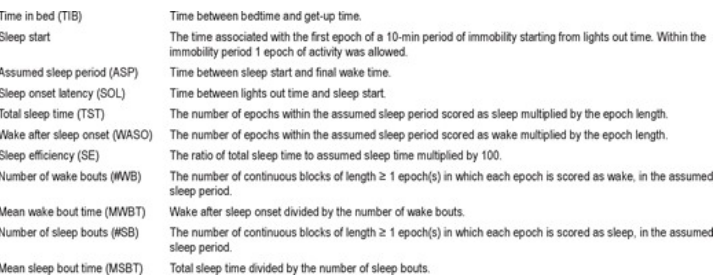 Time in bed (TIB) Time between bedtime and get-up time.
Sleep start The time associated with the first epoch of a 10-min period of immobility starting from lights out time. Within the
immobility period 1 epoch of activity was allowed.
Assumed sleep period (ASP) Time between sleep start and final wake time.
Sleep onset latency (SOL) Time between lights out time and sleep start.
Total sleep time (TST) The number of epochs within the assumed sleep period scored as sleep multiplied by the epoch length.
Wake after sleep onset (WASO) The number of epochs within the assumed sleep period scored as wake multiplied by the epoch length.
Sleep efficiency (SE) The ratio of total sleep time to assumed sleep time multiplied by 100.
Number of wake bouts (#WB) The number of continuous blocks of length ≥ 1 epoch(s) in which each epoch is scored as wake, in the assumed
sleep period.
Mean wake bout time (MWBT) Wake after sleep onset divided by the number of wake bouts.
Number of sleep bouts (#SB) The number of continuous blocks of length ≥ 1 epoch(s) in which each epoch is scored as sleep, in the assumed
sleep period.
Mean sleep bout time (MSBT) Total sleep time divided by the number of sleep bouts.